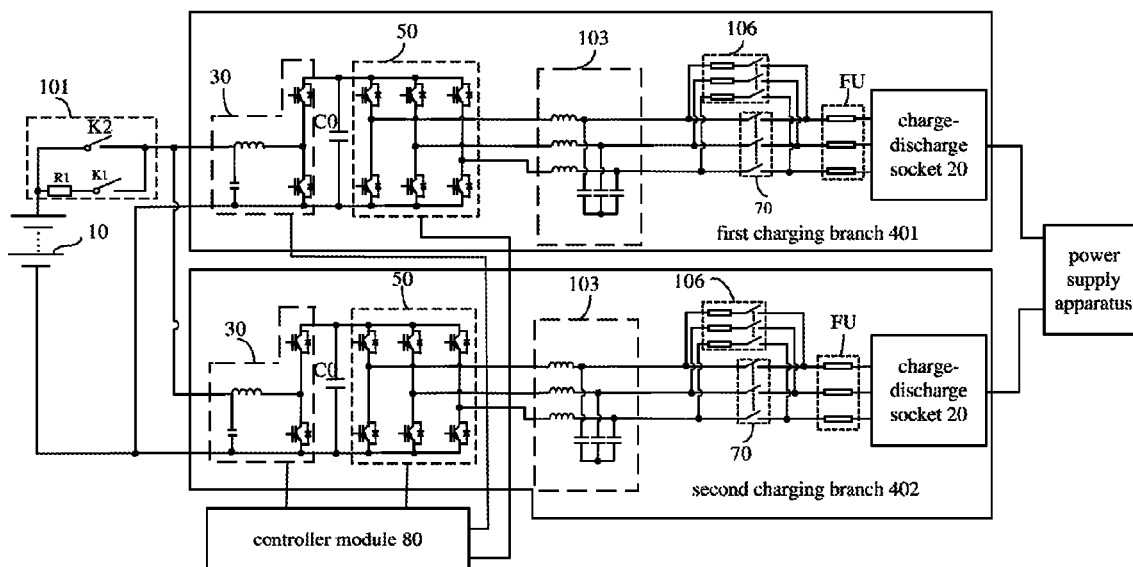 50
103
106
30
FU
101
K2
C0
charge-
discharge
socket 20
R1
K1
70
10
first charging branch 401
50
103
106
power
supply
apparatus
30
FU
C0
charge-
discharge
socket 20
70
second charging branch 402
controller module 80